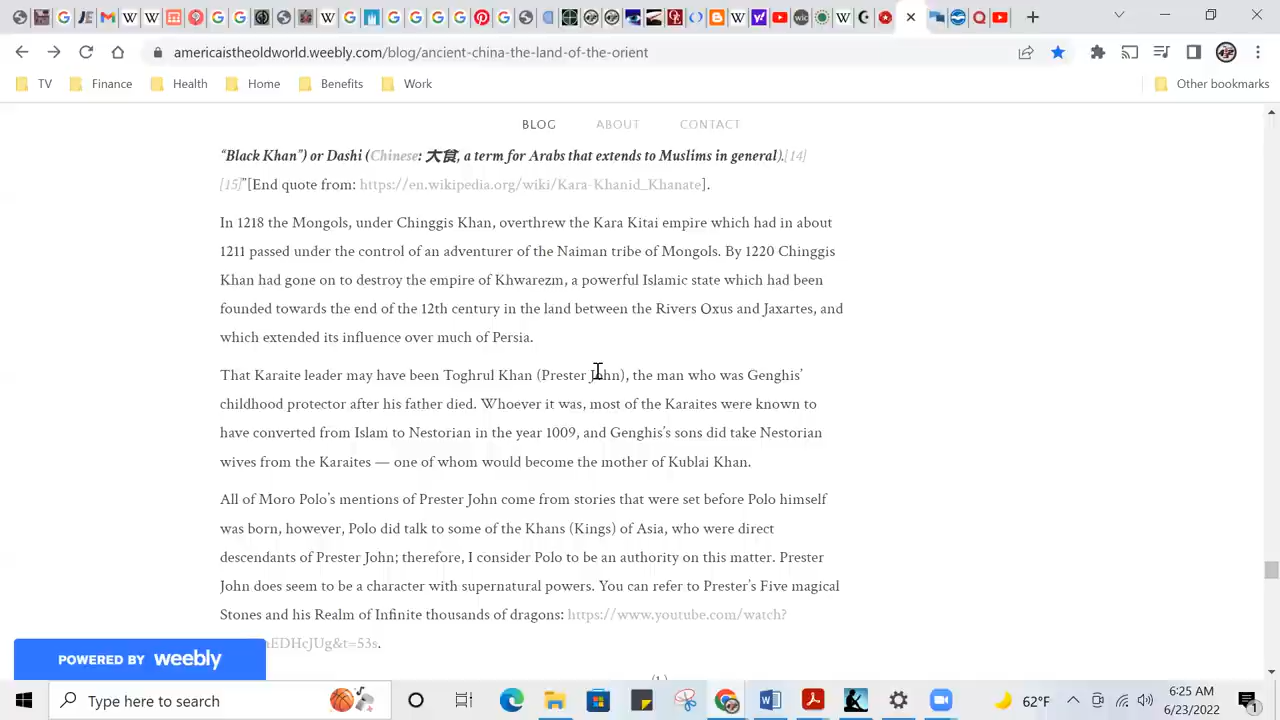 americaistheoldworld.weebly.com/blog/ancient-china-the-land-of-the-orient
TV Finance Health Home Benefits Work Other bookmarks
BLOG ABOUT CONTACT
“Black Khan”) or Dashi (Chinese: 大食, a term for Arabs that extends to Muslims in general).[14]
[15]”[End quote from: https://en.wikipedia.org/wiki/Kara-Khanid_Khanate].
In 1218 the Mongols, under Chinggis Khan, overthrew the Kara Kitai empire which had in about
1211 passed under the control of an adventurer of the Naiman tribe of Mongols. By 1220 Chinggis
Khan had gone on to destroy the empire of Khwarezm, a powerful Islamic state which had been
founded towards the end of the 12th century in the land between the Rivers Oxus and Jaxartes, and
which extended its influence over much of Persia.
That Karaite leader may have been Toghrul Khan (Prester John), the man who was Genghis’
childhood protector after his father died. Whoever it was, most of the Karaites were known to
have converted from Islam to Nestorian in the year 1009, and Genghis’s sons did take Nestorian
wives from the Karaites — one of whom would become the mother of Kublai Khan.
All of Moro Polo’s mentions of Prester John come from stories that were set before Polo himself
was born, however, Polo did talk to some of the Khans (Kings) of Asia, who were direct
descendants of Prester John; therefore, I consider Polo to be an authority on this matter. Prester
John does seem to be a character with supernatural powers. You can refer to Prester’s Five magical
Stones and his Realm of Infinite thousands of dragons: https://www.youtube.com/watch?
EDHcJUg&t=53s.
POWERED BY weebly
Type here to search
62°F
6:25 AM
6/23/2022